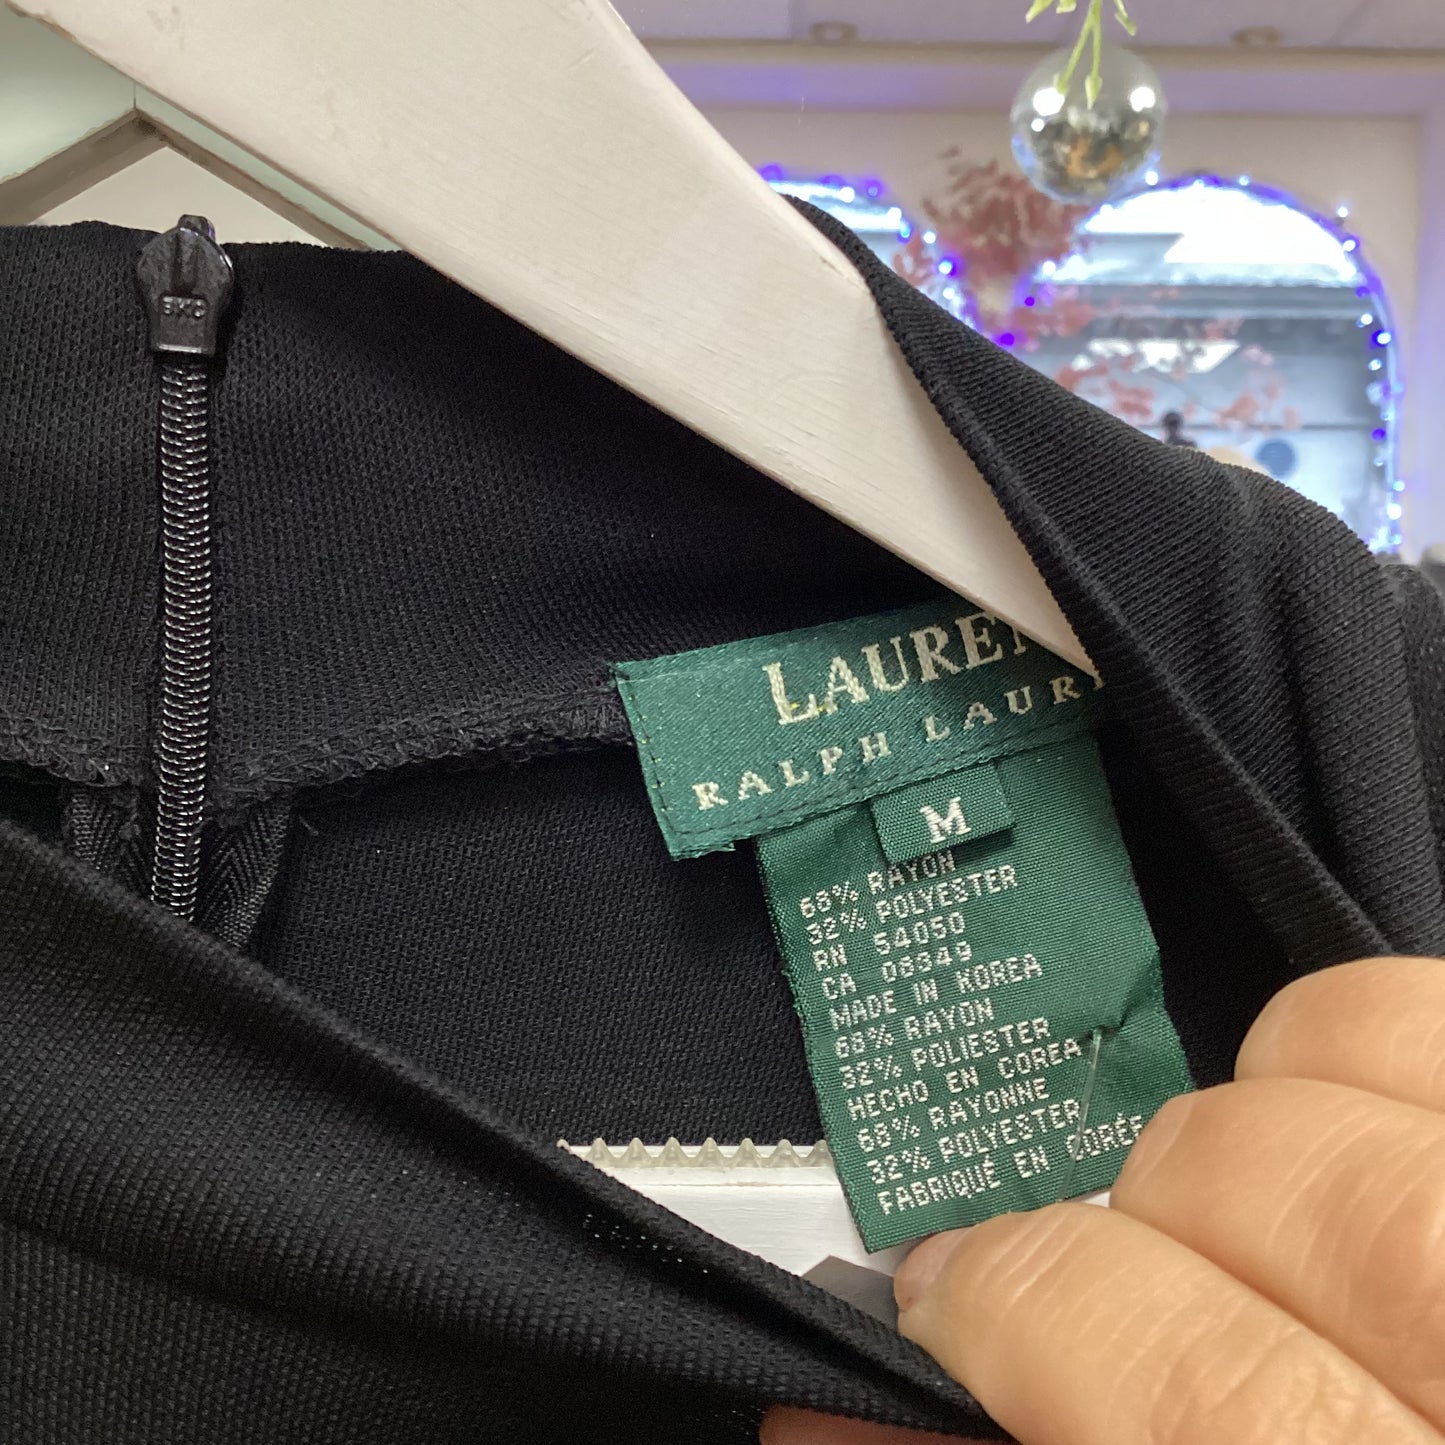 LAUREN
RALPH LAUREN
M
68% RAYON
32% POLYESTER
RN 54050
CA 08349
MADE IN KOREA
68% RAYON
32% POLIESTER
HECHO EN COREA
68% RAYONNE
32% POLYESTER
FABRIQUÉ EN CORÉE